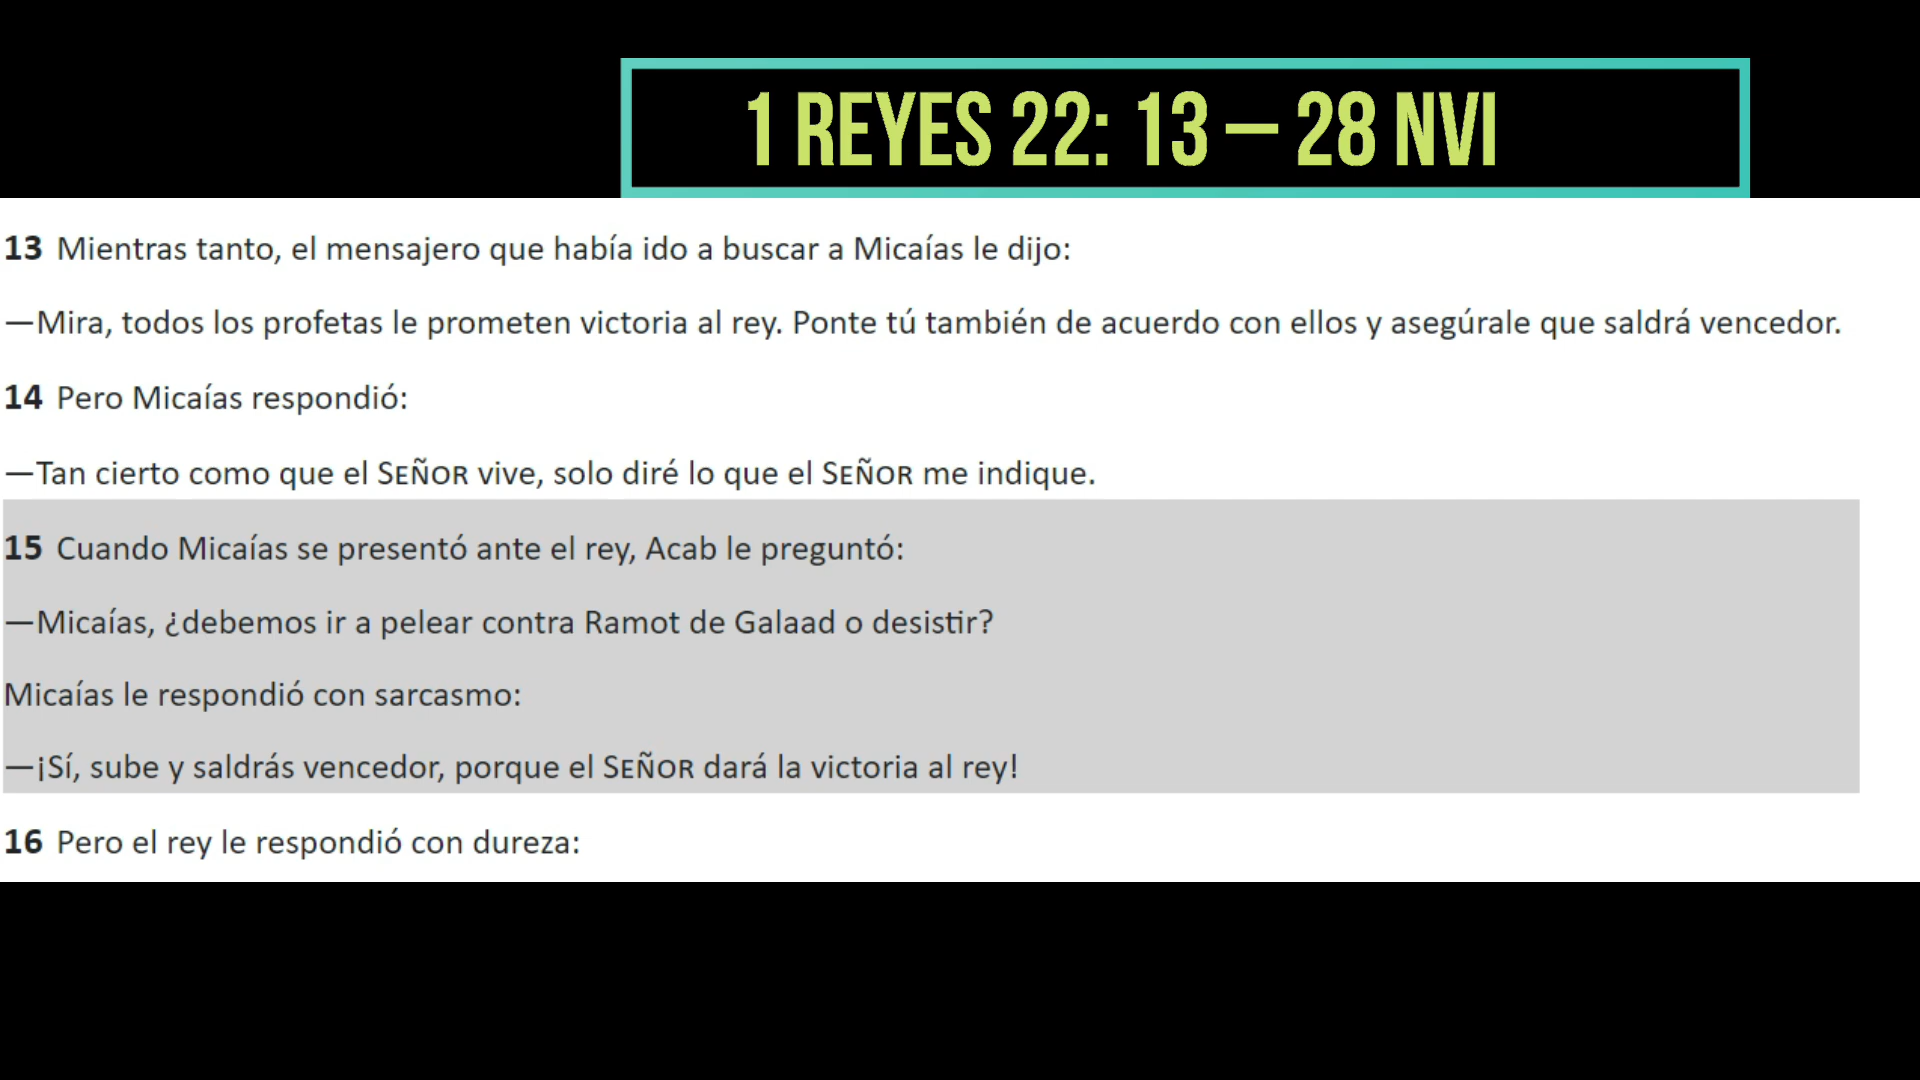 1 REYES 22: 13 – 28 NVI
13 Mientras tanto, el mensajero que había ido a buscar a Micaías le dijo:
—Mira, todos los profetas le prometen victoria al rey. Ponte tú también de acuerdo con ellos y asegúrale que saldrá vencedor.
14 Pero Micaías respondió:
—Tan cierto como que el SEÑOR vive, solo diré lo que el SEÑOR me indique.
15 Cuando Micaías se presentó ante el rey, Acab le preguntó:
—Micaías, ¿debemos ir a pelear contra Ramot de Galaad o desistir?
Micaías le respondió con sarcasmo:
—¡Sí, sube y saldrás vencedor, porque el SEÑOR dará la victoria al rey!
16 Pero el rey le respondió con dureza: